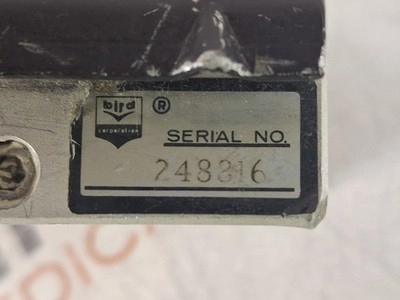 bird
corporation
®
SERIAL NO.
248316